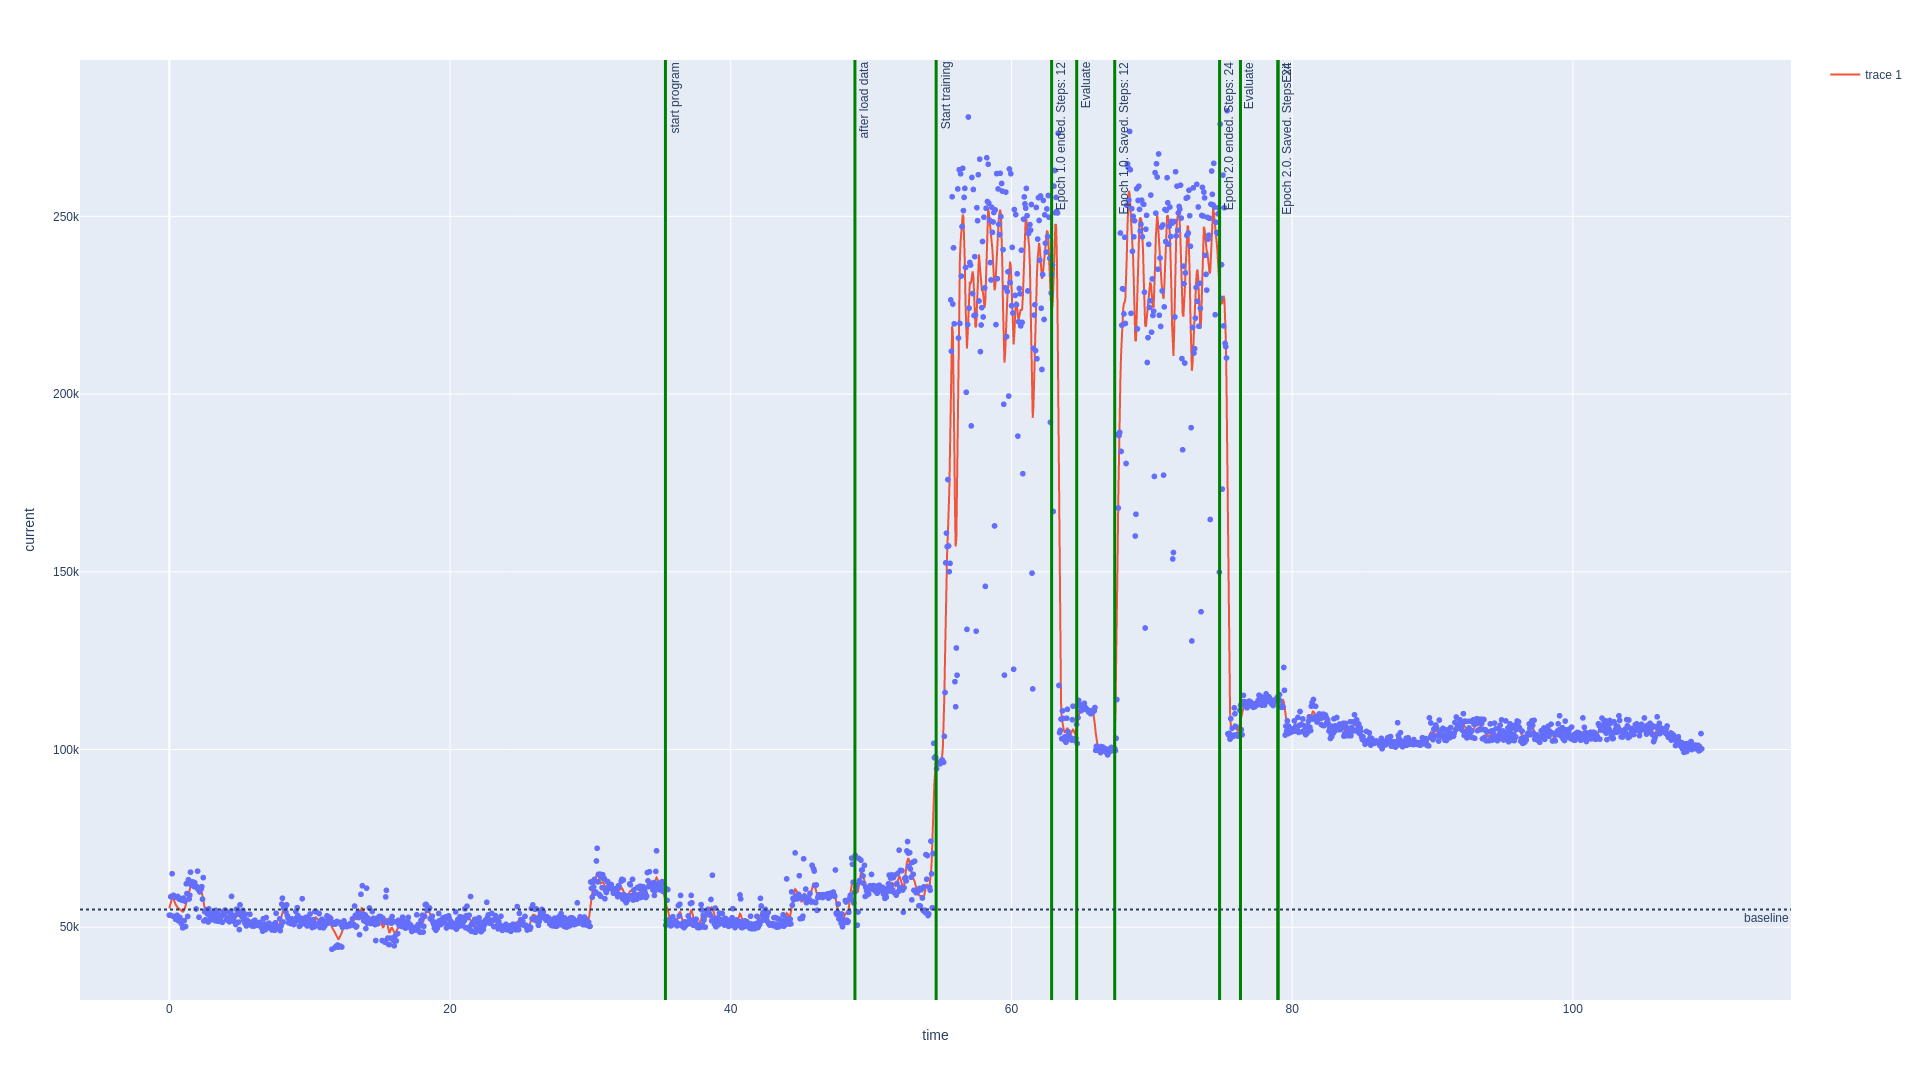 start program
after load data
Start training
Epoch 1.0 ended. Steps: 12
Evaluate
Epoch 1.0. Saved. Steps: 12
Epoch 2.0 ended. Steps: 24
Evaluate
Epoch 2.0. Saved. Steps: 24
Exit
trace 1
250k
200k
150k
100k
50k
current
baseline
0
20
40
60
80
100
time